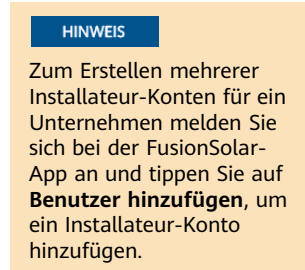 HINWEIS
Zum Erstellen mehrerer
Installateur-Konten für ein
Unternehmen melden Sie
sich bei der FusionSolar-
App an und tippen Sie auf
Benutzer hinzufügen, um
ein Installateur-Konto
hinzufügen.